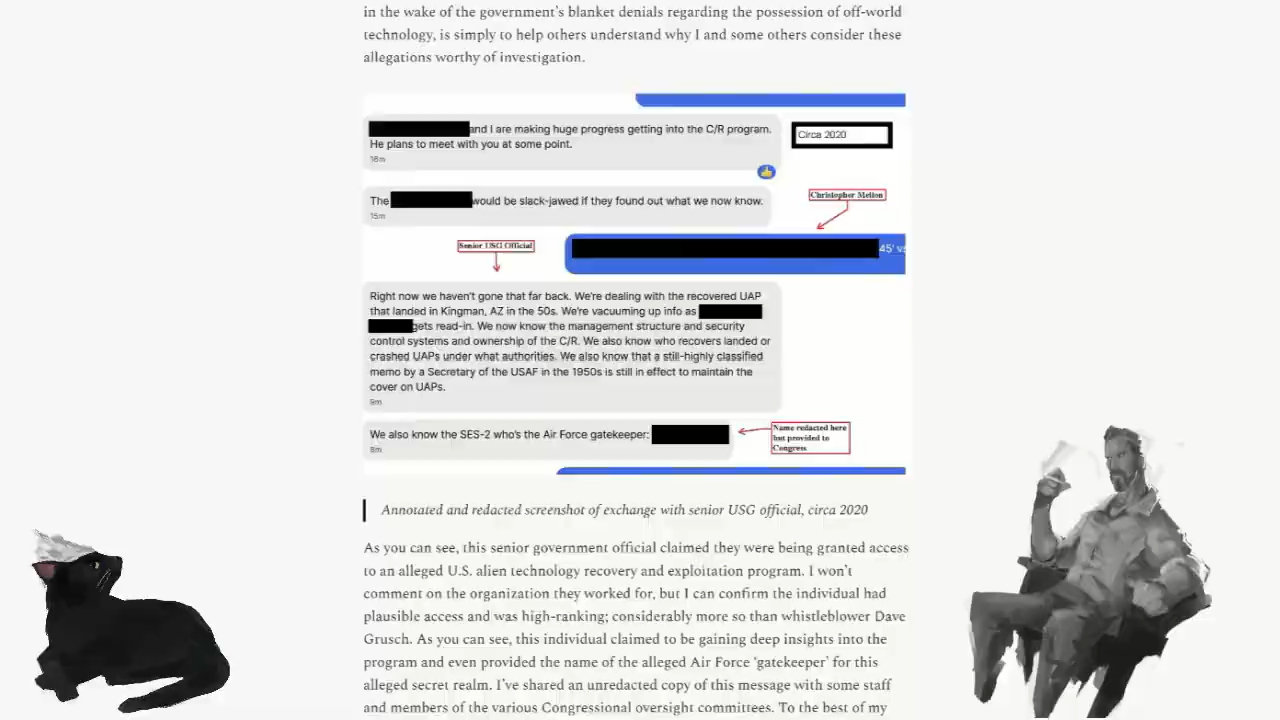 in the wake of the government's blanket denials regarding the possession of off-world
technology, is simply to help others understand why I and some others consider these
allegations worthy of investigation.
and I are making huge progress getting into the C/R program.
He plans to meet with you at some point.
16m
Circa 2020
The would be slack-jawed if they found out what we now know.
15m
Christopher Mellon
Senior USG Official
45' vs
Right now we haven't gone that far back. We're dealing with the recovered UAP
that landed in Kingman, AZ in the 50s. We're vacuuming up info as
gets read-in. We now know the management structure and security
control systems and ownership of the C/R. We also know who recovers landed or
crashed UAPs under what authorities. We also know that a still-highly classified
memo by a Secretary of the USAF in the 1950s is still in effect to maintain the
cover on UAPs.
9m
We also know the SES-2 who's the Air Force gatekeeper:
8m
Name redacted here
but provided to
Congress
Annotated and redacted screenshot of exchange with senior USG official, circa 2020
As you can see, this senior government official claimed they were being granted access
to an alleged U.S. alien technology recovery and exploitation program. I won't
comment on the organization they worked for, but I can confirm the individual had
plausible access and was high-ranking; considerably more so than whistleblower Dave
Grusch. As you can see, this individual claimed to be gaining deep insights into the
program and even provided the name of the alleged Air Force 'gatekeeper' for this
alleged secret realm. I've shared an unredacted copy of this message with some staff
and members of the various Congressional oversight committees. To the best of my